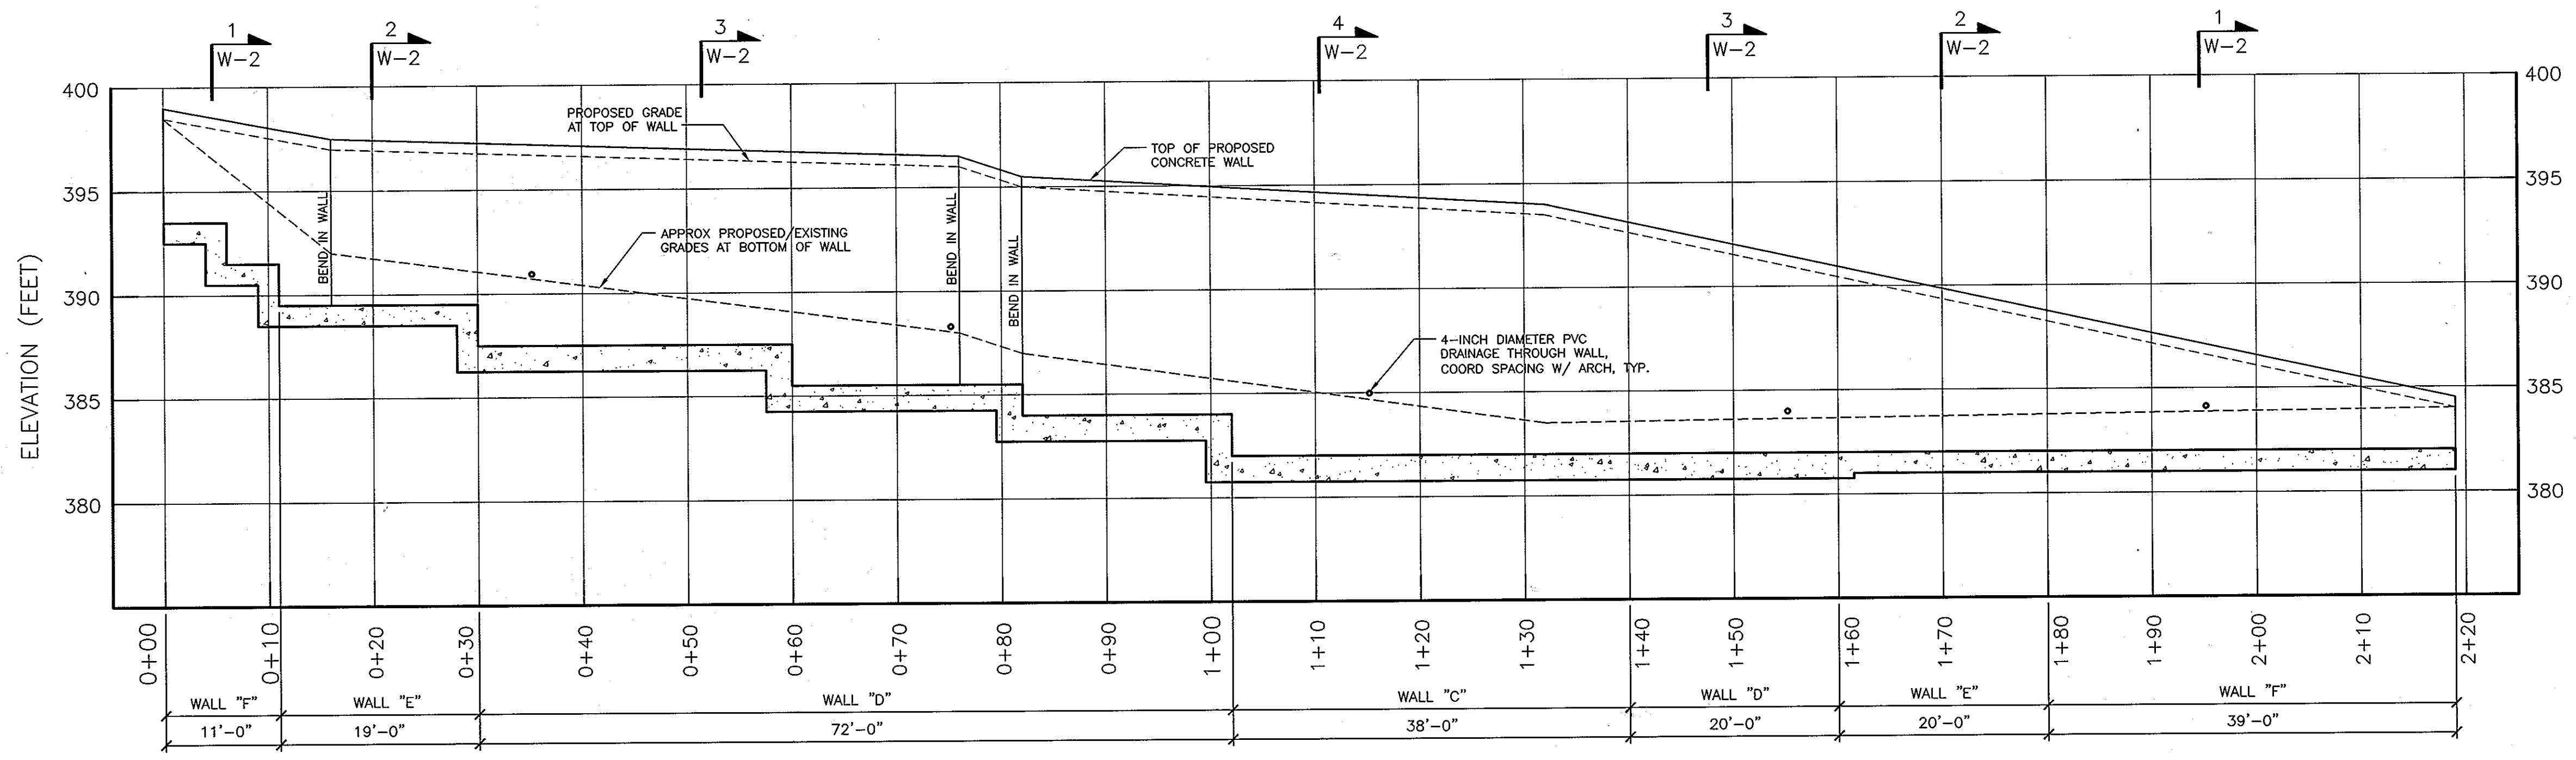 1
W-2
2
W-2
3
W-2
4
W-2
3
W-2
2
W-2
1
W-2
400
395
390
385
380
ELEVATION (FEET)
PROPOSED GRADE
AT TOP OF WALL
TOP OF PROPOSED
CONCRETE WALL
BEND IN WALL
APPROX PROPOSED/EXISTING
GRADES AT BOTTOM OF WALL
BEND IN WALL
BEND IN WALL
4-INCH DIAMETER PVC
DRAINAGE THROUGH WALL,
COORD SPACING W/ ARCH, TYP.
400
395
390
385
380
0+00
0+10
0+20
0+30
0+40
0+50
0+60
0+70
0+80
0+90
1+00
1+10
1+20
1+30
1+40
1+50
1+60
1+70
1+80
1+90
2+00
2+10
2+20
WALL "F"
WALL "E"
WALL "D"
WALL "C"
WALL "D"
WALL "E"
WALL "F"
11'-0"
19'-0"
72'-0"
38'-0"
20'-0"
20'-0"
39'-0"